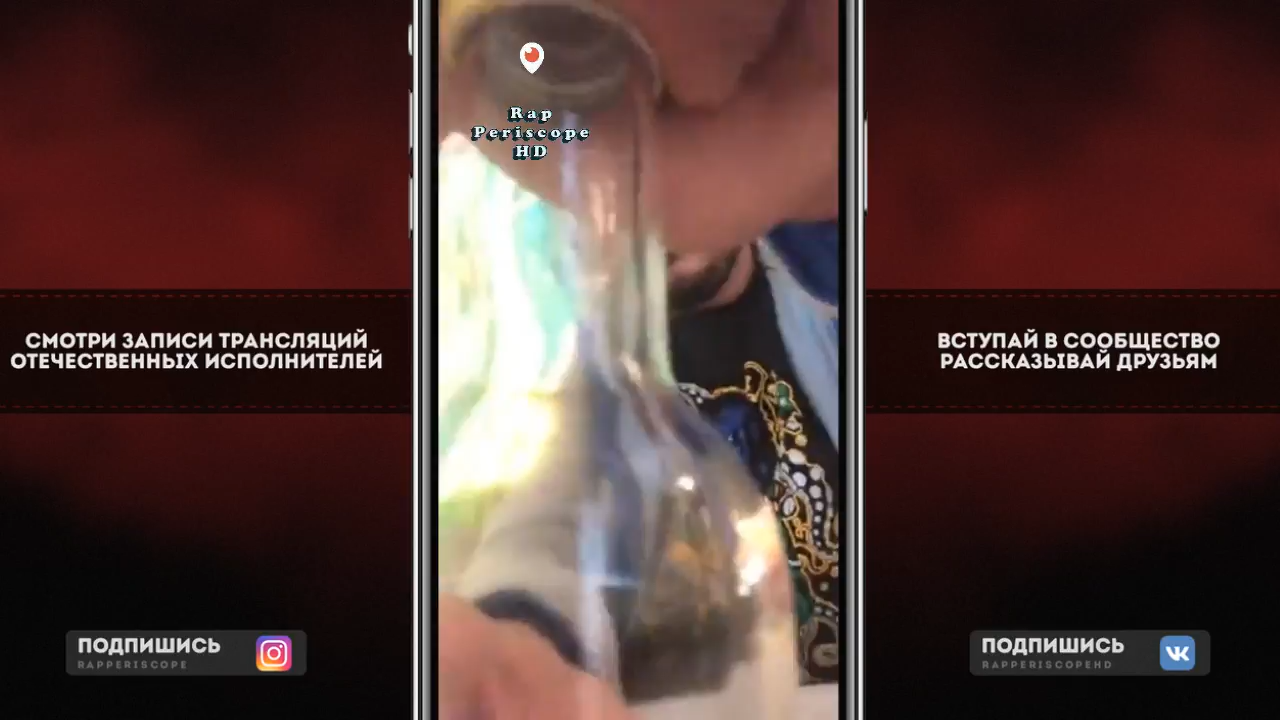 Rap
Periscope
HD
СМОТРИ ЗАПИСИ ТРАНСЛЯЦИЙ
ОТЕЧЕСТВЕННЫХ ИСПОЛНИТЕЛЕЙ
ВСТУПАЙ В СООБЩЕСТВО
РАССКАЗЫВАЙ ДРУЗЬЯМ
ПОДПИШИСЬ
RAPPERISCOPE
ПОДПИШИСЬ
RAPPERISCOPEHD